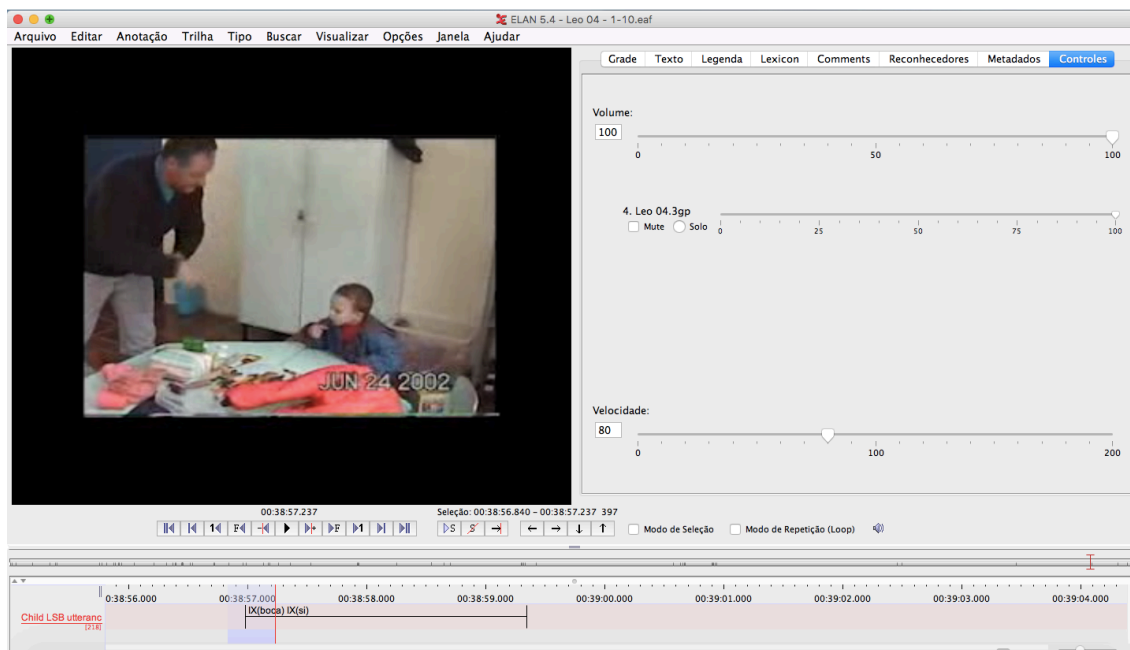 ELAN 5.4 - Leo 04 - 1-10.eaf
Arquivo Editar Anotação Trilha Tipo Buscar Visualizar Opções Janela Ajudar
Grade Texto Legenda Lexicon Comments Reconhecedores Metadados Controles
Volume:
100
0 50 100
4. Leo 04.3gp
Mute Solo 0 25 50 75 100
JUN 24 2002
Velocidade:
80
0 100 200
00:38:57.237 Seleção: 00:38:56.840 - 00:38:57.237 397
1 F F 1 S S Modo de Seleção Modo de Repetição (Loop)
0:38:56.000 00:38:57.000 00:38:58.000 00:38:59.000 00:39:00.000 00:39:01.000 00:39:02.000 00:39:03.000 00:39:04.000
IX(boca) IX(si)
Child LSB utteranc
[218]